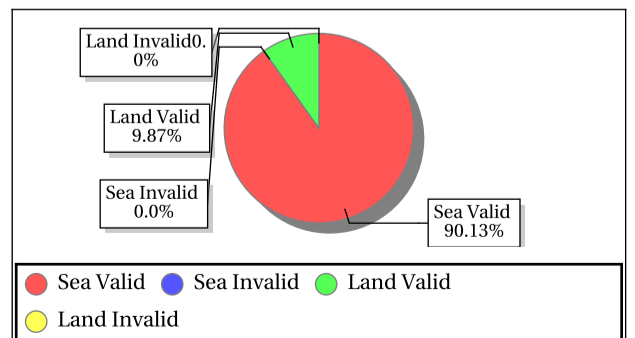 Land Invalid0.
0%
Land Valid
9.87%
Sea Invalid
0.0%
Sea Valid
90.13%
Sea Valid Sea Invalid Land Valid
Land Invalid